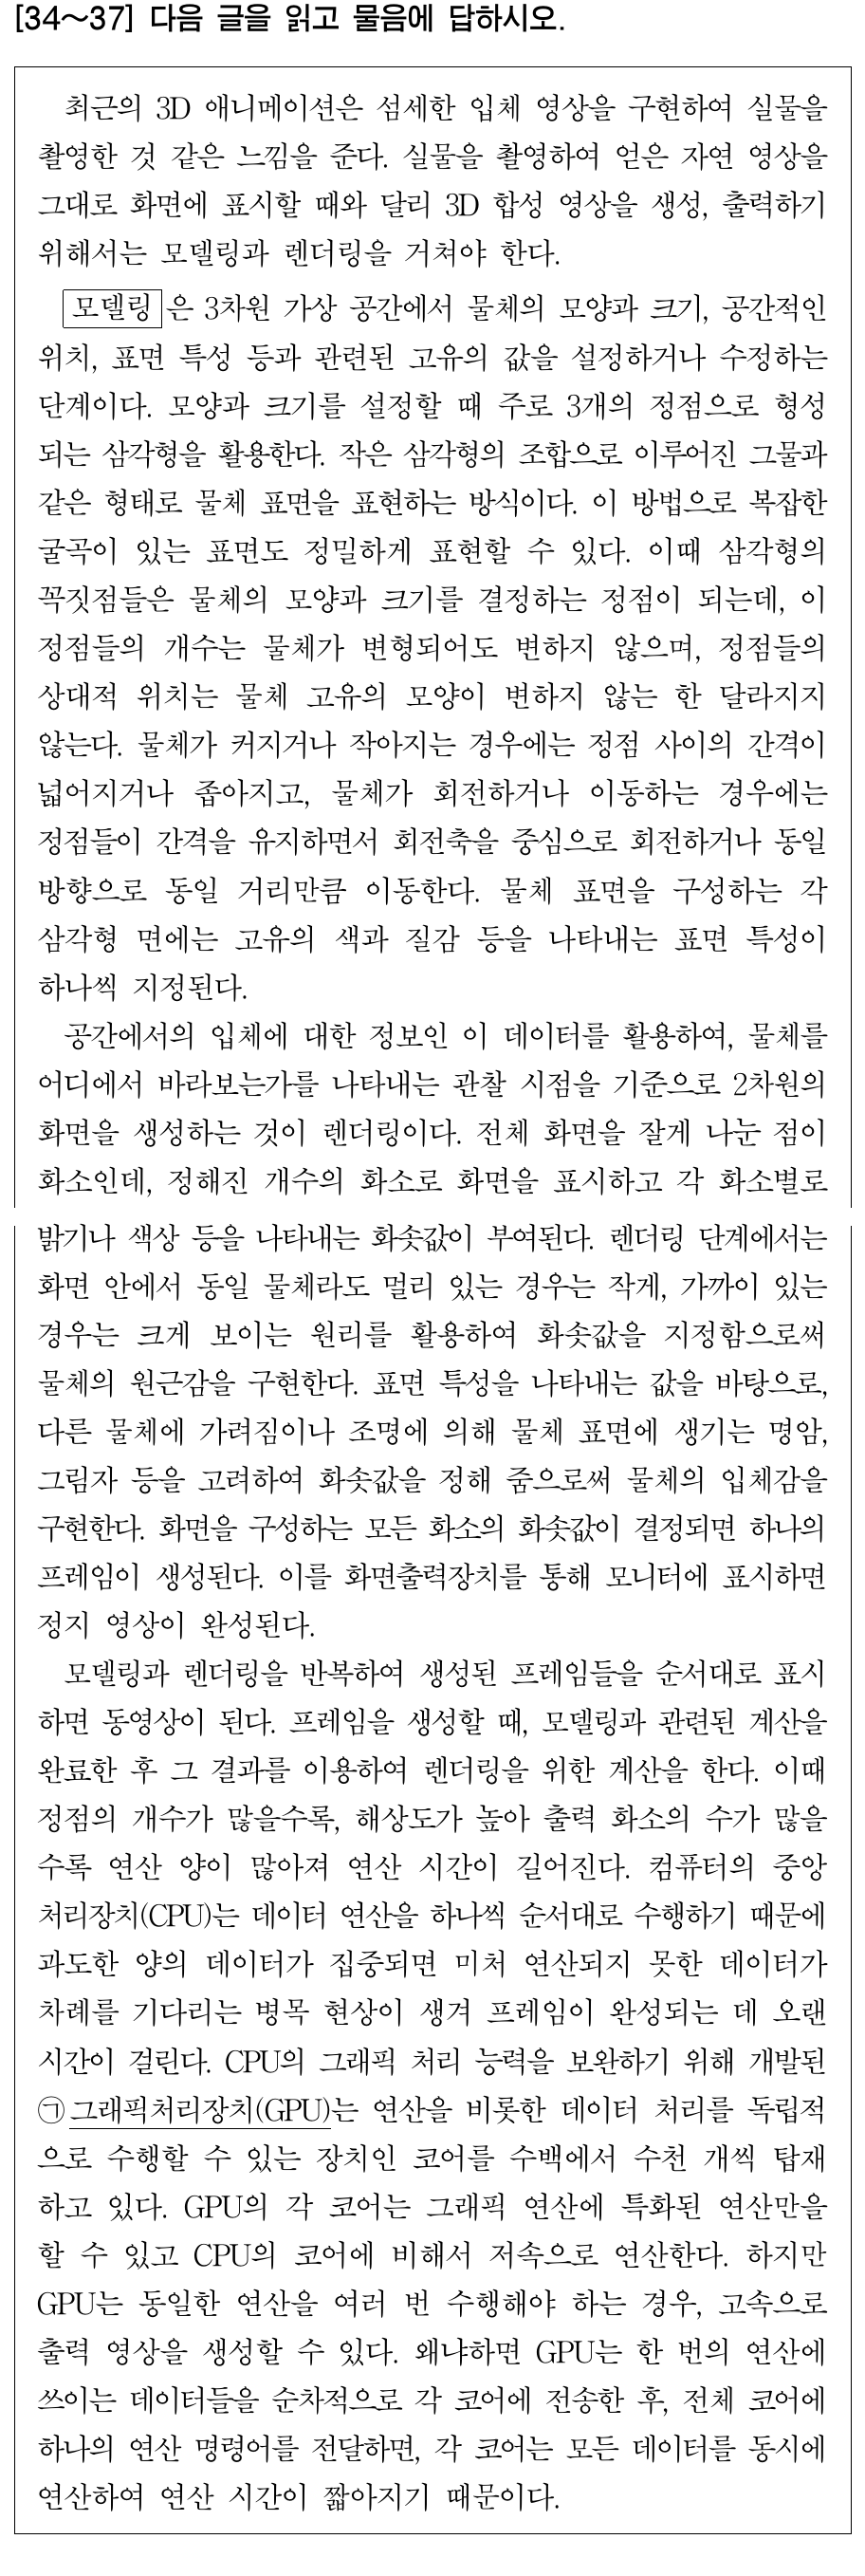 [34~37] 다음 글을 읽고 물음에 답하시오.
최근의 3D 애니메이션은 섬세한 입체 영상을 구현하여 실물을
촬영한 것 같은 느낌을 준다. 실물을 촬영하여 얻은 자연 영상을
그대로 화면에 표시할 때와 달리 3D 합성 영상을 생성, 출력하기
위해서는 모델링과 렌더링을 거쳐야 한다.
모델링은 3차원 가상 공간에서 물체의 모양과 크기, 공간적인
위치, 표면 특성 등과 관련된 고유의 값을 설정하거나 수정하는
단계이다. 모양과 크기를 설정할 때 주로 3개의 정점으로 형성
되는 삼각형을 활용한다. 작은 삼각형의 조합으로 이루어진 그물과
같은 형태로 물체 표면을 표현하는 방식이다. 이 방법으로 복잡한
굴곡이 있는 표면도 정밀하게 표현할 수 있다. 이때 삼각형의
꼭짓점들은 물체의 모양과 크기를 결정하는 정점이 되는데, 이
정점들의 개수는 물체가 변형되어도 변하지 않으며, 정점들의
상대적 위치는 물체 고유의 모양이 변하지 않는 한 달라지지
않는다. 물체가 커지거나 작아지는 경우에는 정점 사이의 간격이
넓어지거나 좁아지고, 물체가 회전하거나 이동하는 경우에는
정점들이 간격을 유지하면서 회전축을 중심으로 회전하거나 동일
방향으로 동일 거리만큼 이동한다. 물체 표면을 구성하는 각
삼각형 면에는 고유의 색과 질감 등을 나타내는 표면 특성이
하나씩 지정된다.
공간에서의 입체에 대한 정보인 이 데이터를 활용하여, 물체를
어디에서 바라보는가를 나타내는 관찰 시점을 기준으로 2차원의
화면을 생성하는 것이 렌더링이다. 전체 화면을 잘게 나눈 점이
화소인데, 정해진 개수의 화소로 화면을 표시하고 각 화소별로
밝기나 색상 등을 나타내는 화솟값이 부여된다. 렌더링 단계에서는
화면 안에서 동일 물체라도 멀리 있는 경우는 작게, 가까이 있는
경우는 크게 보이는 원리를 활용하여 화솟값을 지정함으로써
물체의 원근감을 구현한다. 표면 특성을 나타내는 값을 바탕으로,
다른 물체에 가려짐이나 조명에 의해 물체 표면에 생기는 명암,
그림자 등을 고려하여 화솟값을 정해 줌으로써 물체의 입체감을
구현한다. 화면을 구성하는 모든 화소의 화솟값이 결정되면 하나의
프레임이 생성된다. 이를 화면출력장치를 통해 모니터에 표시하면
정지 영상이 완성된다.
모델링과 렌더링을 반복하여 생성된 프레임들을 순서대로 표시
하면 동영상이 된다. 프레임을 생성할 때, 모델링과 관련된 계산을
완료한 후 그 결과를 이용하여 렌더링을 위한 계산을 한다. 이때
정점의 개수가 많을수록, 해상도가 높아 출력 화소의 수가 많을
수록 연산 양이 많아져 연산 시간이 길어진다. 컴퓨터의 중앙
처리장치(CPU)는 데이터 연산을 하나씩 순서대로 수행하기 때문에
과도한 양의 데이터가 집중되면 미처 연산되지 못한 데이터가
차례를 기다리는 병목 현상이 생겨 프레임이 완성되는 데 오랜
시간이 걸린다. CPU의 그래픽 처리 능력을 보완하기 위해 개발된
㉠그래픽처리장치(GPU)는 연산을 비롯한 데이터 처리를 독립적
으로 수행할 수 있는 장치인 코어를 수백에서 수천 개씩 탑재
하고 있다. GPU의 각 코어는 그래픽 연산에 특화된 연산만을
할 수 있고 CPU의 코어에 비해서 저속으로 연산한다. 하지만
GPU는 동일한 연산을 여러 번 수행해야 하는 경우, 고속으로
출력 영상을 생성할 수 있다. 왜냐하면 GPU는 한 번의 연산에
쓰이는 데이터들을 순차적으로 각 코어에 전송한 후, 전체 코어에
하나의 연산 명령어를 전달하면, 각 코어는 모든 데이터를 동시에
연산하여 연산 시간이 짧아지기 때문이다.